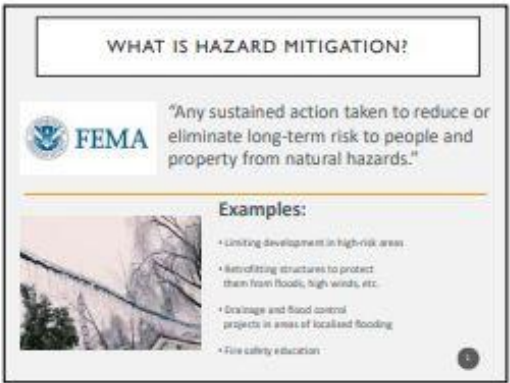 WHAT IS HAZARD MITIGATION?
FEMA
“Any sustained action taken to reduce or
eliminate long-term risk to people and
property from natural hazards.”
Examples:
• Limiting development in high-risk areas
• Retrofitting structures to protect
them from floods, high winds, etc.
• Drainage and flood control
projects in areas of localized flooding
• Fire safety education